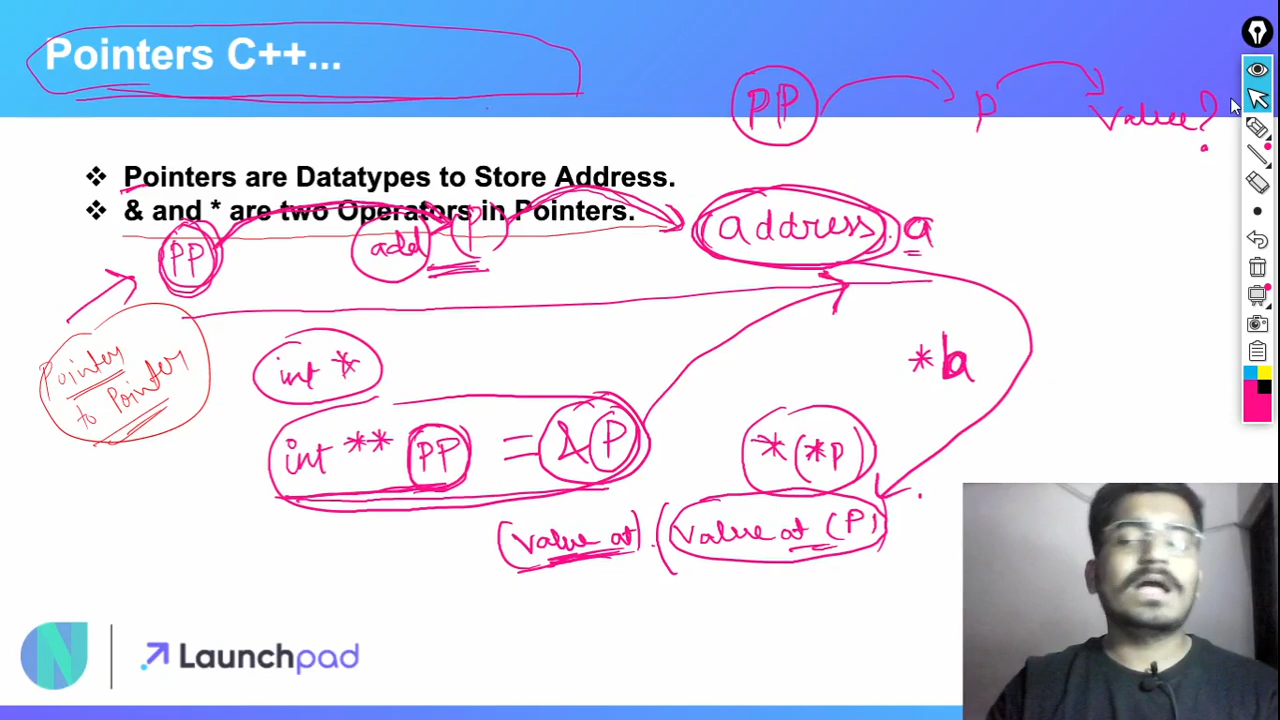 Pointers C++...
PP P value?
❖ Pointers are Datatypes to Store Address.
❖ & and * are two Operators in Pointers.
PP add P address a
Pointer
to Pointer
int *
*a
int ** PP = &P
*(*P)
(value at) (value at (P)
N Launchpad